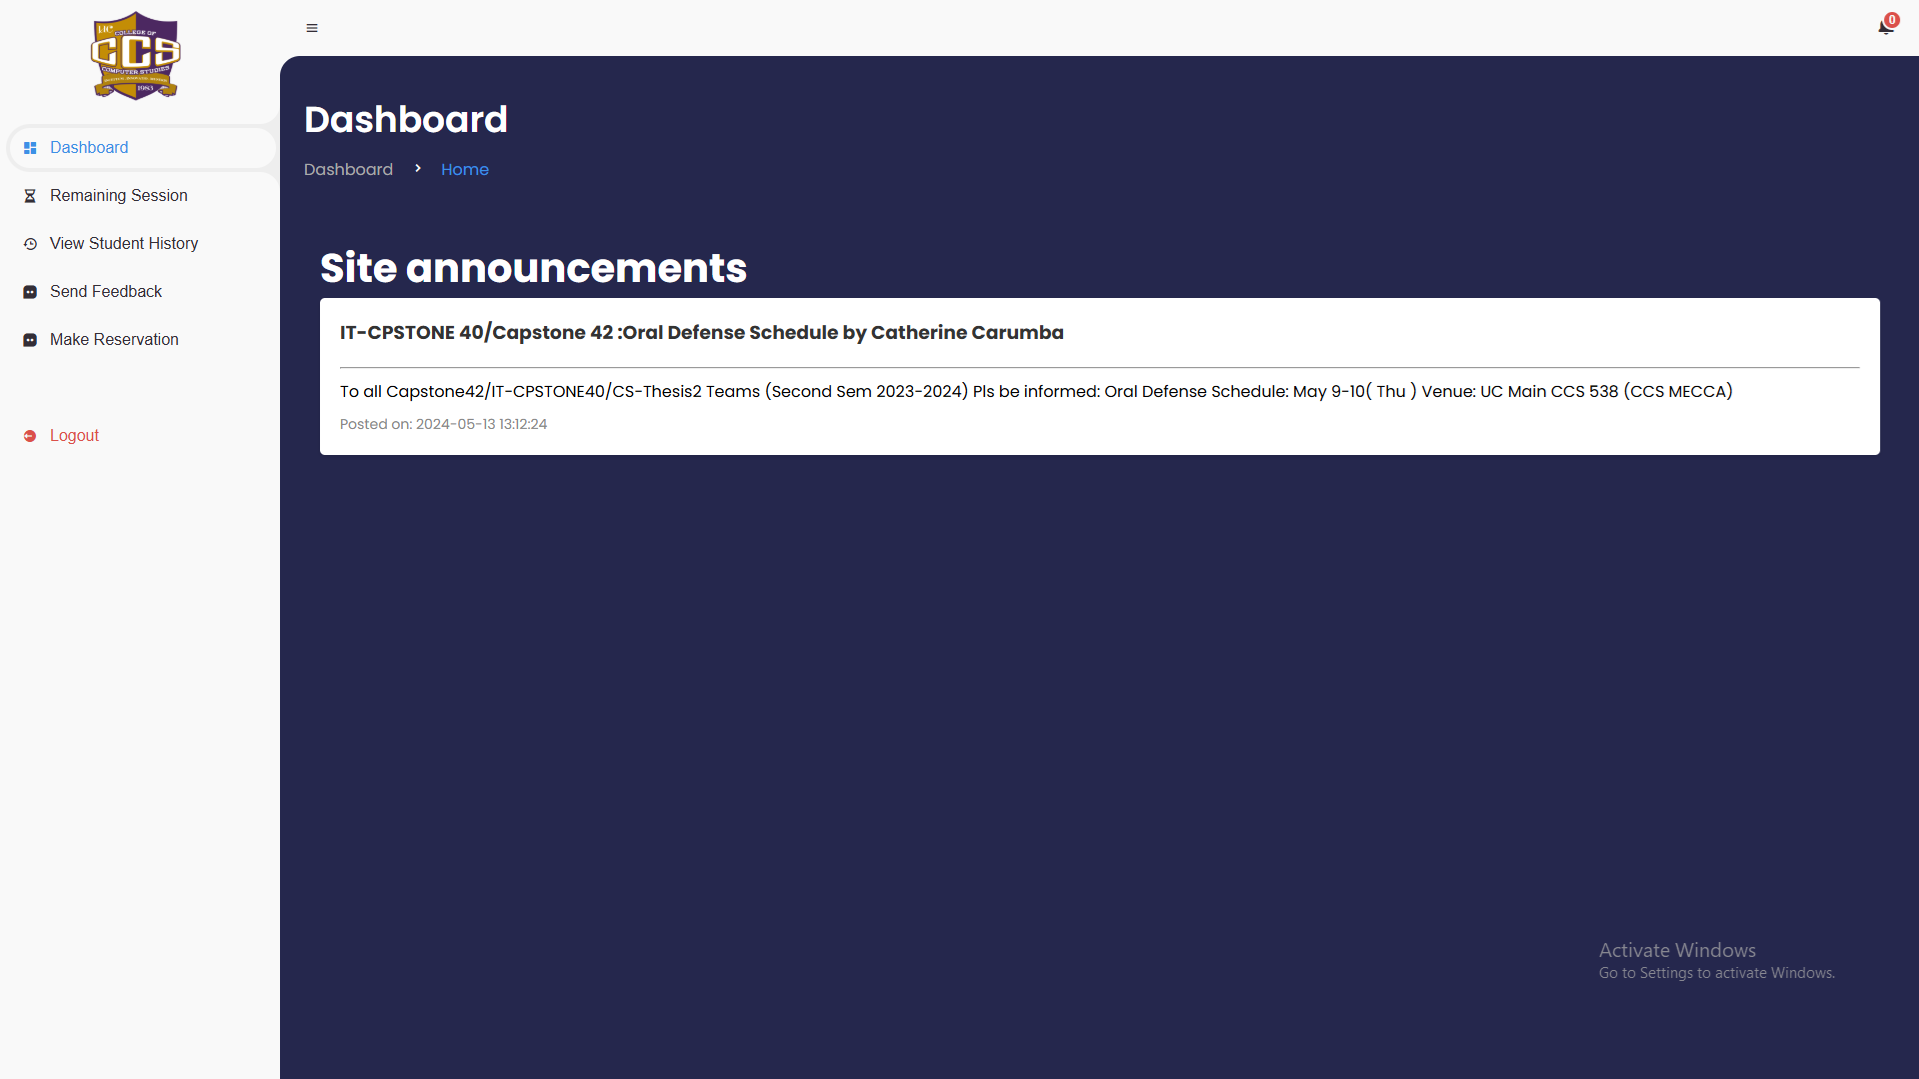 UC
COLLEGE OF
CCS
COMPUTER STUDIES
1983
0
Dashboard
Remaining Session
View Student History
Send Feedback
Make Reservation
Logout
Dashboard
Dashboard > Home
Site announcements
IT-CPSTONE 40/Capstone 42 :Oral Defense Schedule by Catherine Carumba
To all Capstone42/IT-CPSTONE40/CS-Thesis2 Teams (Second Sem 2023-2024) Pls be informed: Oral Defense Schedule: May 9-10( Thu ) Venue: UC Main CCS 538 (CCS MECCA)
Posted on: 2024-05-13 13:12:24
Activate Windows
Go to Settings to activate Windows.